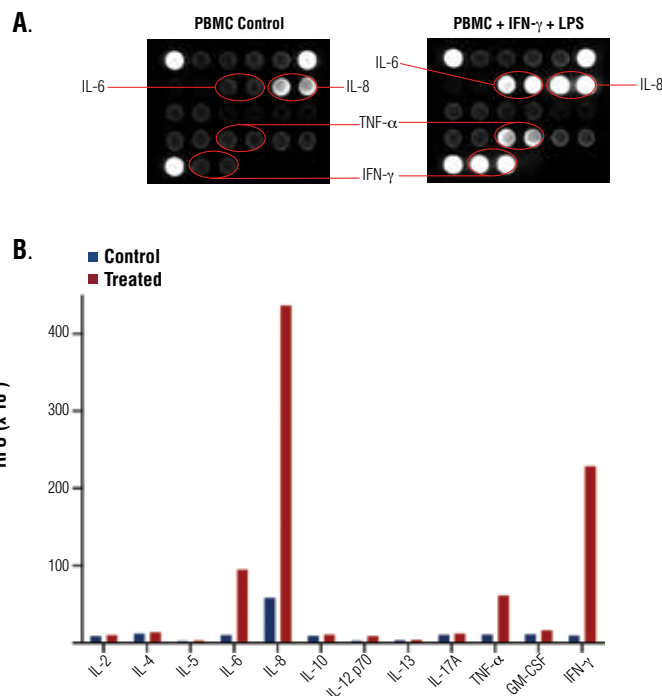 A.
PBMC Control
PBMC + IFN-γ + LPS
IL-6
IL-8
IL-6
IL-8
TNF-α
IFN-γ
B.
Control
Treated
400
300
200
100
IL-2
IL-4
IL-5
IL-6
IL-8
IL-10
IL-12 p70
IL-13
IL-17A
TNF-α
GM-CSF
IFN-γ